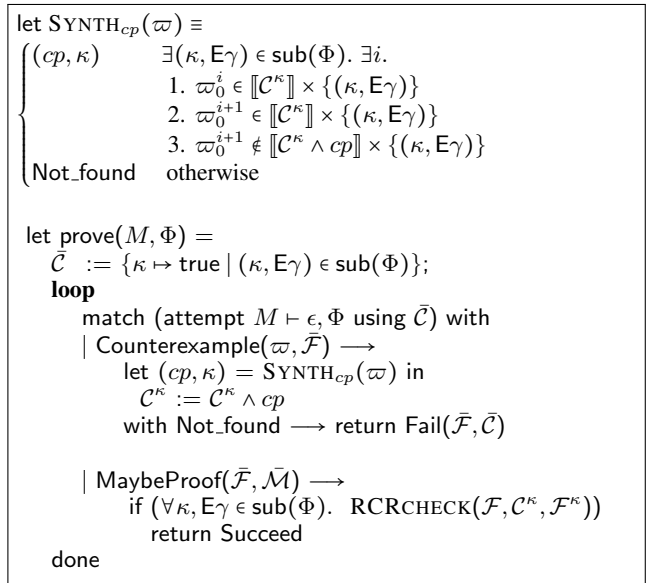 let SYNTH_cp(ϖ) ≡
(cp, κ) ∃(κ, Eγ) ∈ sub(Φ). ∃i.
1. ϖ_0^i ∈ ⟦𝒞^κ⟧ × {(κ, Eγ)}
2. ϖ_0^{i+1} ∈ ⟦𝒞^κ⟧ × {(κ, Eγ)}
3. ϖ_0^{i+1} ∉ ⟦𝒞^κ ∧ cp⟧ × {(κ, Eγ)}
Not_found otherwise
let prove(M, Φ) =
𝒞̄ := {κ ↦ true | (κ, Eγ) ∈ sub(Φ)};
loop
match (attempt M ⊢ ϵ, Φ using 𝒞̄) with
| Counterexample(ϖ, ℱ̄) ⟶
let (cp, κ) = SYNTH_cp(ϖ) in
𝒞^κ := 𝒞^κ ∧ cp
with Not_found ⟶ return Fail(ℱ̄, 𝒞̄)
| MaybeProof(ℱ̄, ℳ̄) ⟶
if (∀κ, Eγ ∈ sub(Φ). RCRCHECK(ℱ, 𝒞^κ, ℱ^κ))
return Succeed
done